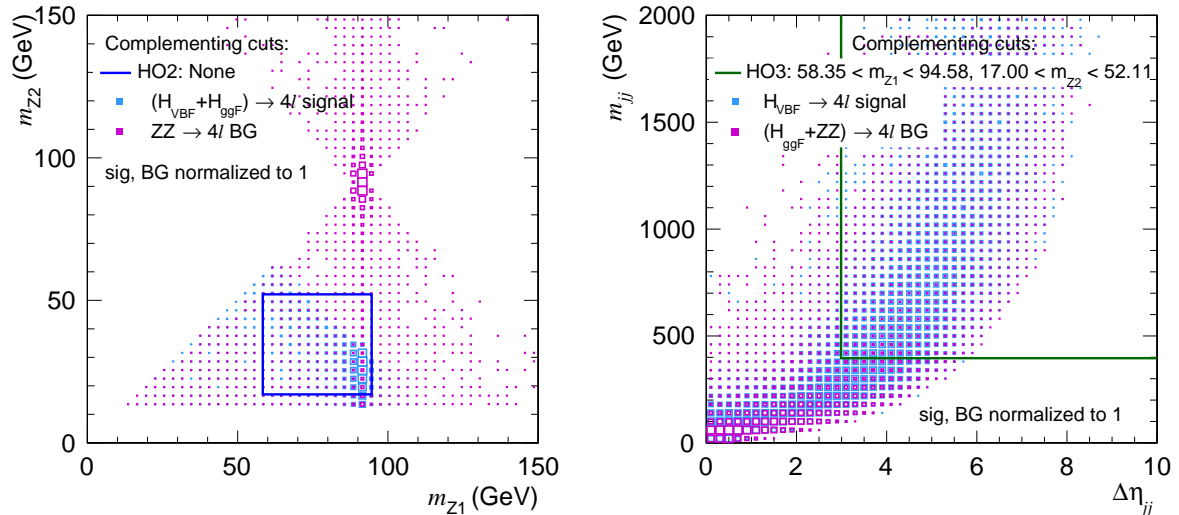 150
100
50
0
m_Z2 (GeV)
Complementing cuts:
HO2: None
(H_VBF+H_ggF) → 4l signal
ZZ → 4l BG
sig, BG normalized to 1
0 50 100 150
m_Z1 (GeV)
2000
1500
1000
500
0
m_jj (GeV)
Complementing cuts:
HO3: 58.35 < m_Z1 < 94.58, 17.00 < m_Z2 < 52.11
H_VBF → 4l signal
(H_ggF+ZZ) → 4l BG
sig, BG normalized to 1
0 2 4 6 8 10
Δη_jj